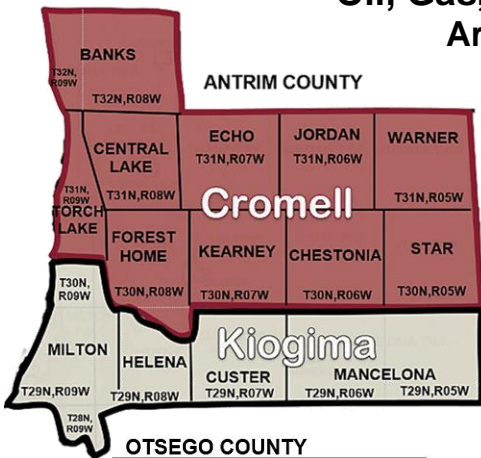 Oil, Gas,
Ar
ANTRIM COUNTY
BANKS
T32N,
R09W
T32N,R08W
CENTRAL
LAKE
T31N,R08W
ECHO
T31N,R07W
JORDAN
T31N,R06W
WARNER
T31N,R05W
T31N,
R09W
TORCH
LAKE
Cromell
FOREST
HOME
T30N,R08W
KEARNEY
T30N,R07W
CHESTONIA
T30N,R06W
STAR
T30N,R05W
T30N,
R09W
MILTON
T29N,R09W
T28N,
R09W
HELENA
T29N,R08W
Kiogima
CUSTER
T29N,R07W
MANCELONA
T29N,R06W
T29N,R05W
OTSEGO COUNTY